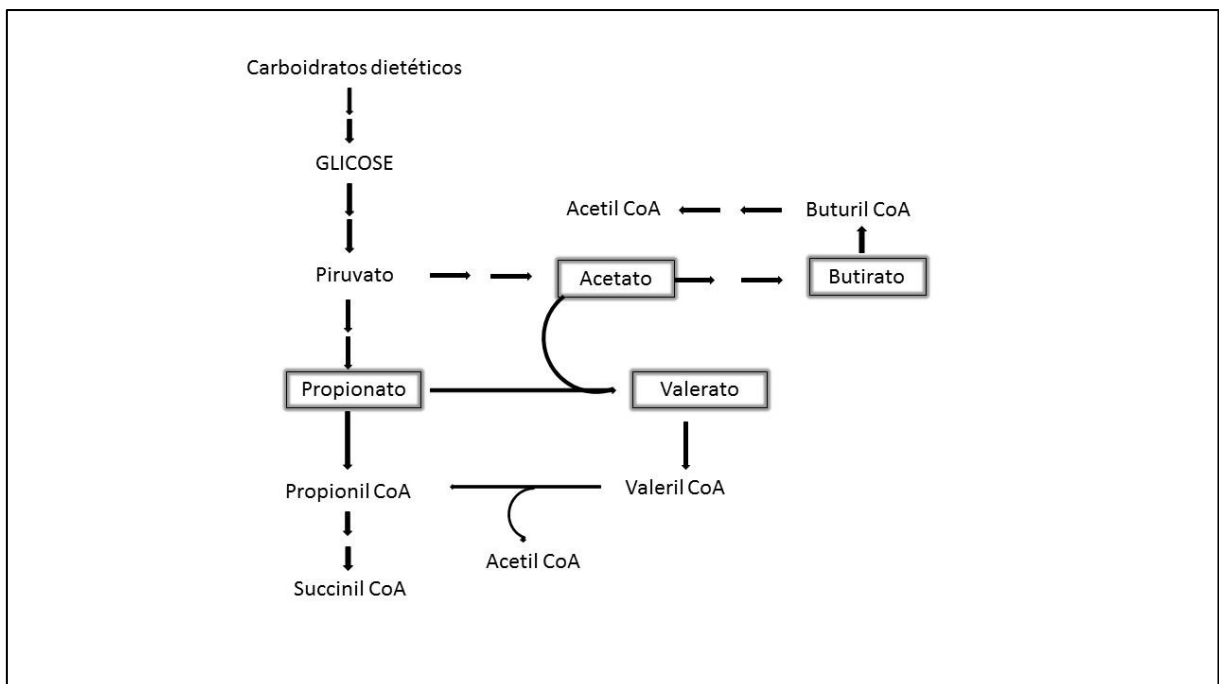 Carboidratos dietéticos
GLICOSE
Acetil CoA
Buturil CoA
Piruvato
Acetato
Butirato
Propionato
Valerato
Propionil CoA
Valeril CoA
Acetil CoA
Succinil CoA